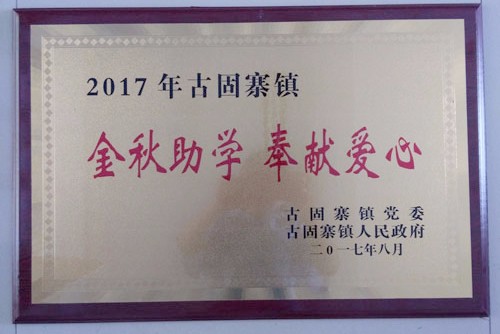 2017年古固寨镇
金秋助学 奉献爱心
古固寨镇党委
古固寨镇人民政府
二0一七年八月